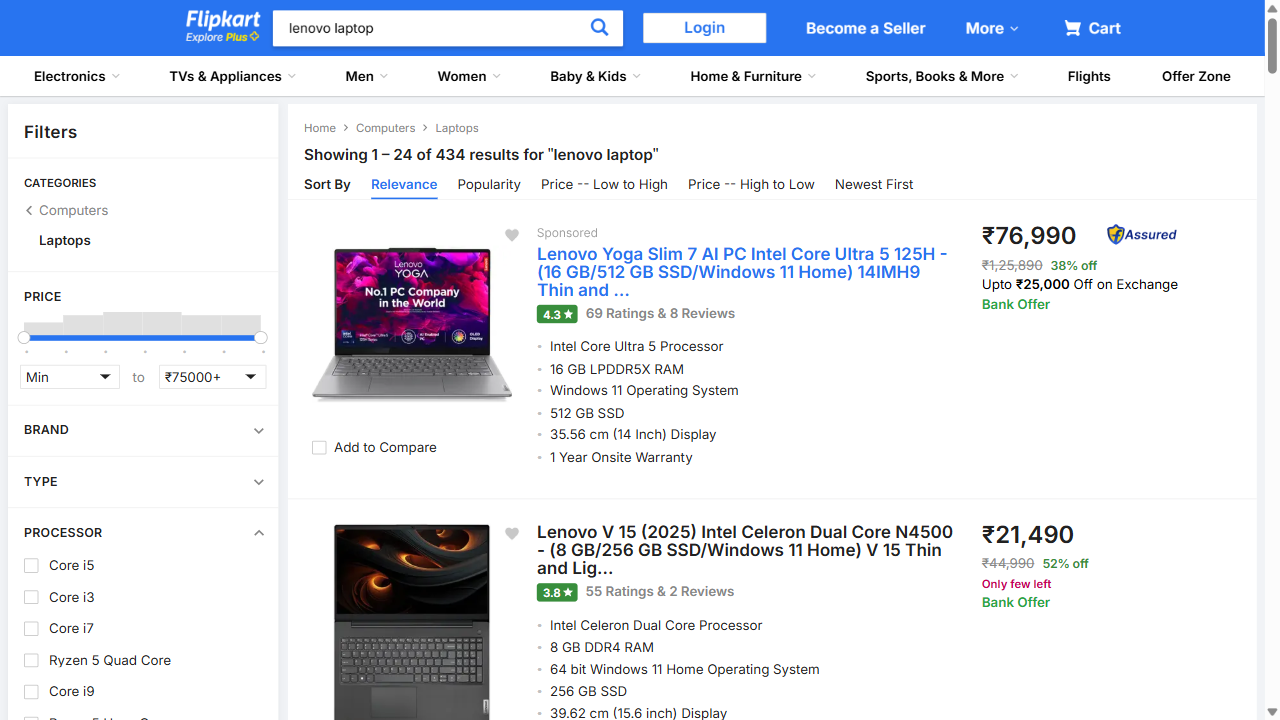 Flipkart
Explore Plus
lenovo laptop
Login
Become a Seller
More
Cart
Electronics
TVs & Appliances
Men
Women
Baby & Kids
Home & Furniture
Sports, Books & More
Flights
Offer Zone
Filters
CATEGORIES
Computers
Laptops
PRICE
Min
to
₹75000+
BRAND
TYPE
PROCESSOR
Core i5
Core i3
Core i7
Ryzen 5 Quad Core
Core i9
Home
Computers
Laptops
Showing 1 – 24 of 434 results for "lenovo laptop"
Sort By
Relevance
Popularity
Price -- Low to High
Price -- High to Low
Newest First
Lenovo
YOGA
No.1 PC Company
in the World
Add to Compare
Sponsored
Lenovo Yoga Slim 7 AI PC Intel Core Ultra 5 125H -
(16 GB/512 GB SSD/Windows 11 Home) 14IMH9
Thin and ...
4.3
69 Ratings & 8 Reviews
Intel Core Ultra 5 Processor
16 GB LPDDR5X RAM
Windows 11 Operating System
512 GB SSD
35.56 cm (14 Inch) Display
1 Year Onsite Warranty
₹76,990
Assured
₹1,25,890 38% off
Upto ₹25,000 Off on Exchange
Bank Offer
Lenovo V 15 (2025) Intel Celeron Dual Core N4500
- (8 GB/256 GB SSD/Windows 11 Home) V 15 Thin
and Lig...
3.8
55 Ratings & 2 Reviews
Intel Celeron Dual Core Processor
8 GB DDR4 RAM
64 bit Windows 11 Home Operating System
256 GB SSD
39.62 cm (15.6 inch) Display
₹21,490
₹44,990 52% off
Only few left
Bank Offer